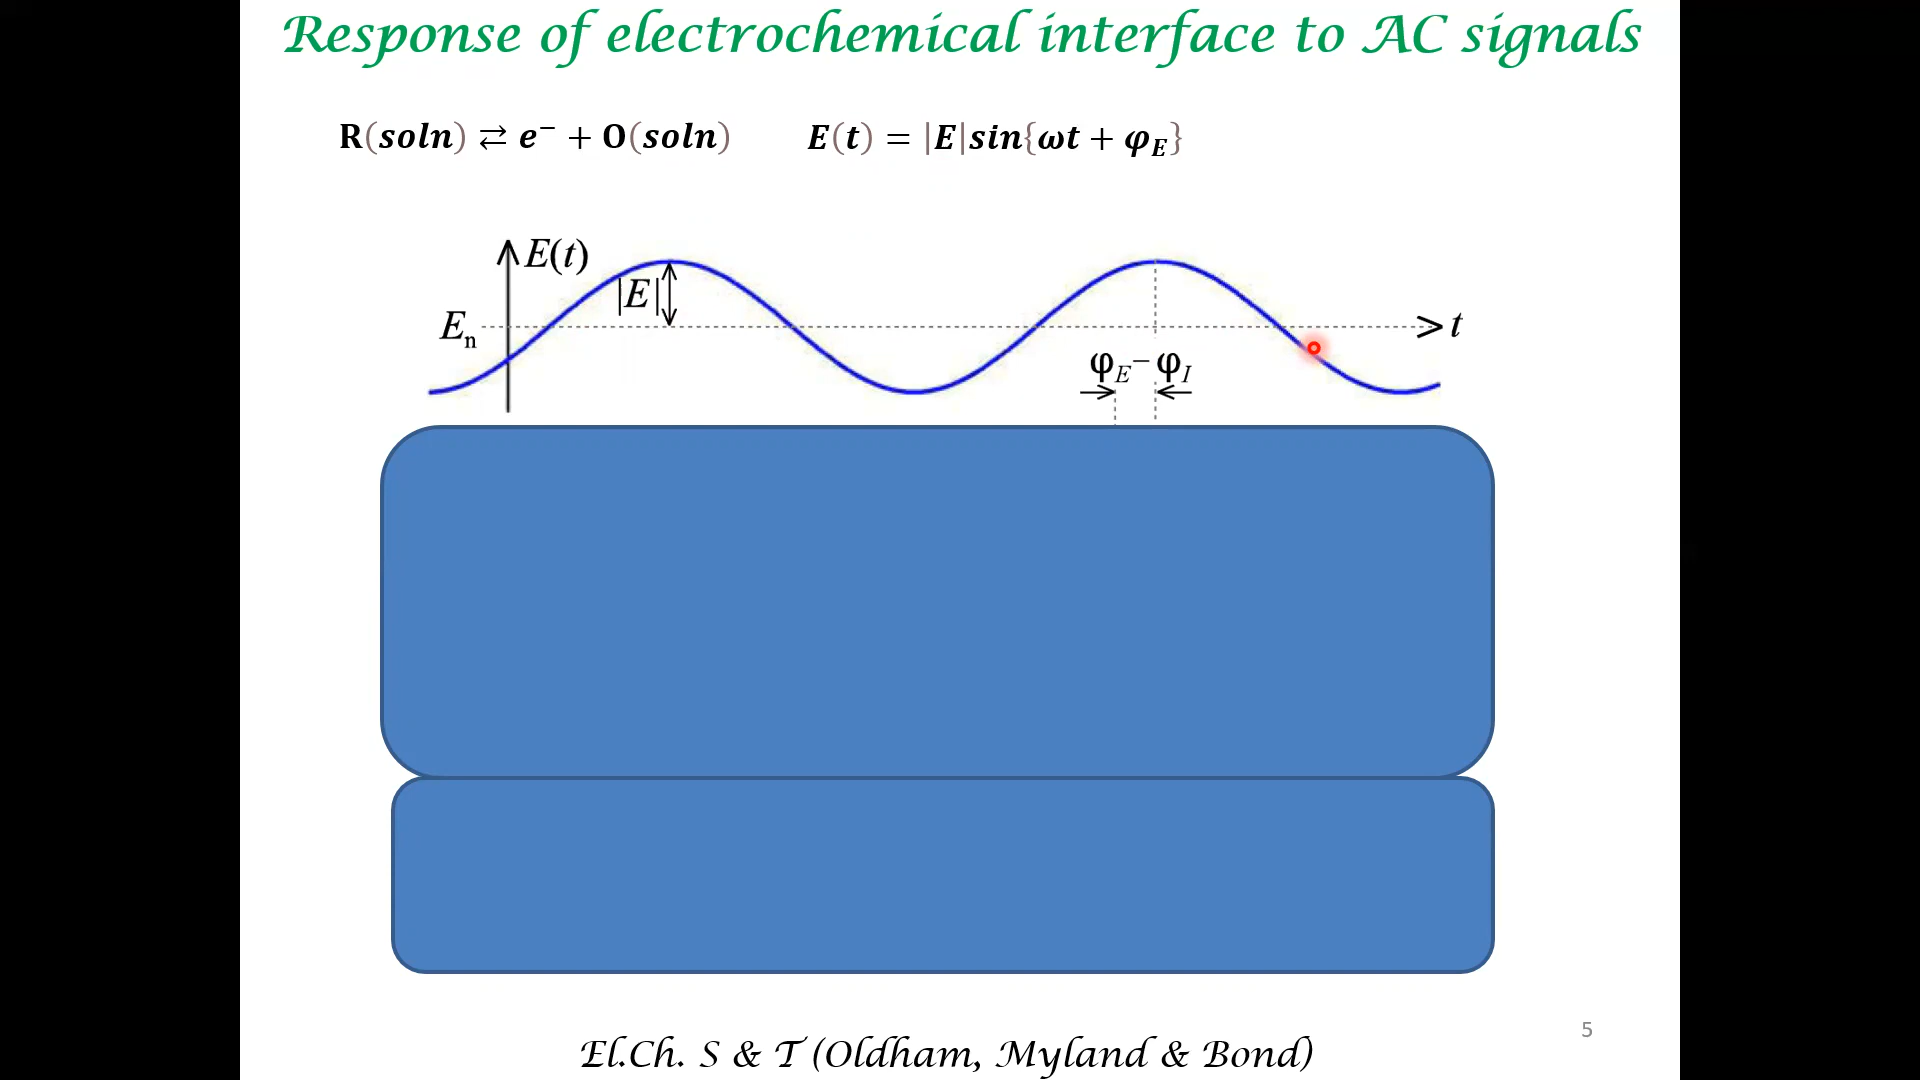 Response of electrochemical interface to AC signals
R(soln) ⇄ e⁻ + O(soln)
E(t) = |E|sin{ωt + φ_E}
E(t)
|E|
E_n
t
φ_E − φ_I
5
El.Ch. S & T (Oldham, Myland & Bond)